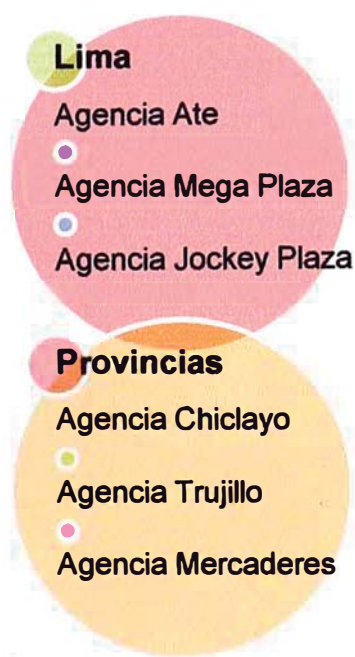 Lima
Agencia Ate
Agencia Mega Plaza
Agencia Jockey Plaza
Provincias
Agencia Chiclayo
Agencia Trujillo
Agencia Mercaderes